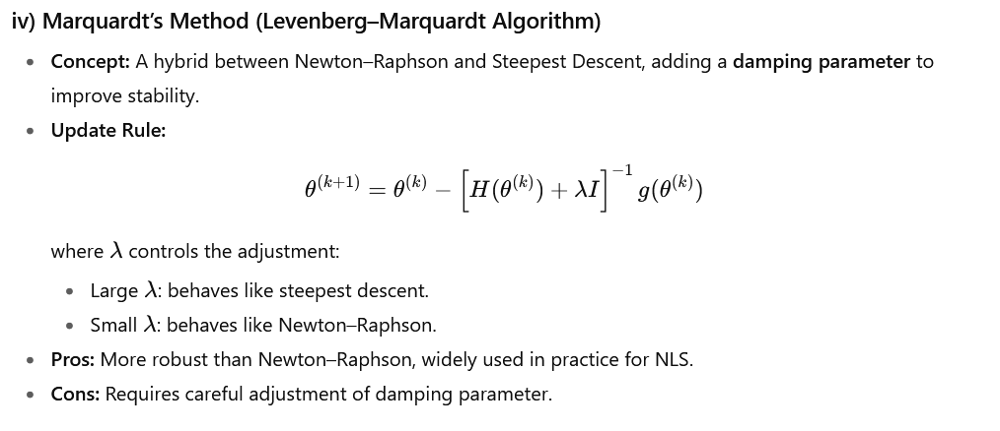 iv) Marquardt’s Method (Levenberg–Marquardt Algorithm)
• Concept: A hybrid between Newton–Raphson and Steepest Descent, adding a damping parameter to
improve stability.
• Update Rule:
θ^{(k+1)} = θ^{(k)} − [H(θ^{(k)}) + λI]^{−1} g(θ^{(k)})
where λ controls the adjustment:
• Large λ: behaves like steepest descent.
• Small λ: behaves like Newton–Raphson.
• Pros: More robust than Newton–Raphson, widely used in practice for NLS.
• Cons: Requires careful adjustment of damping parameter.